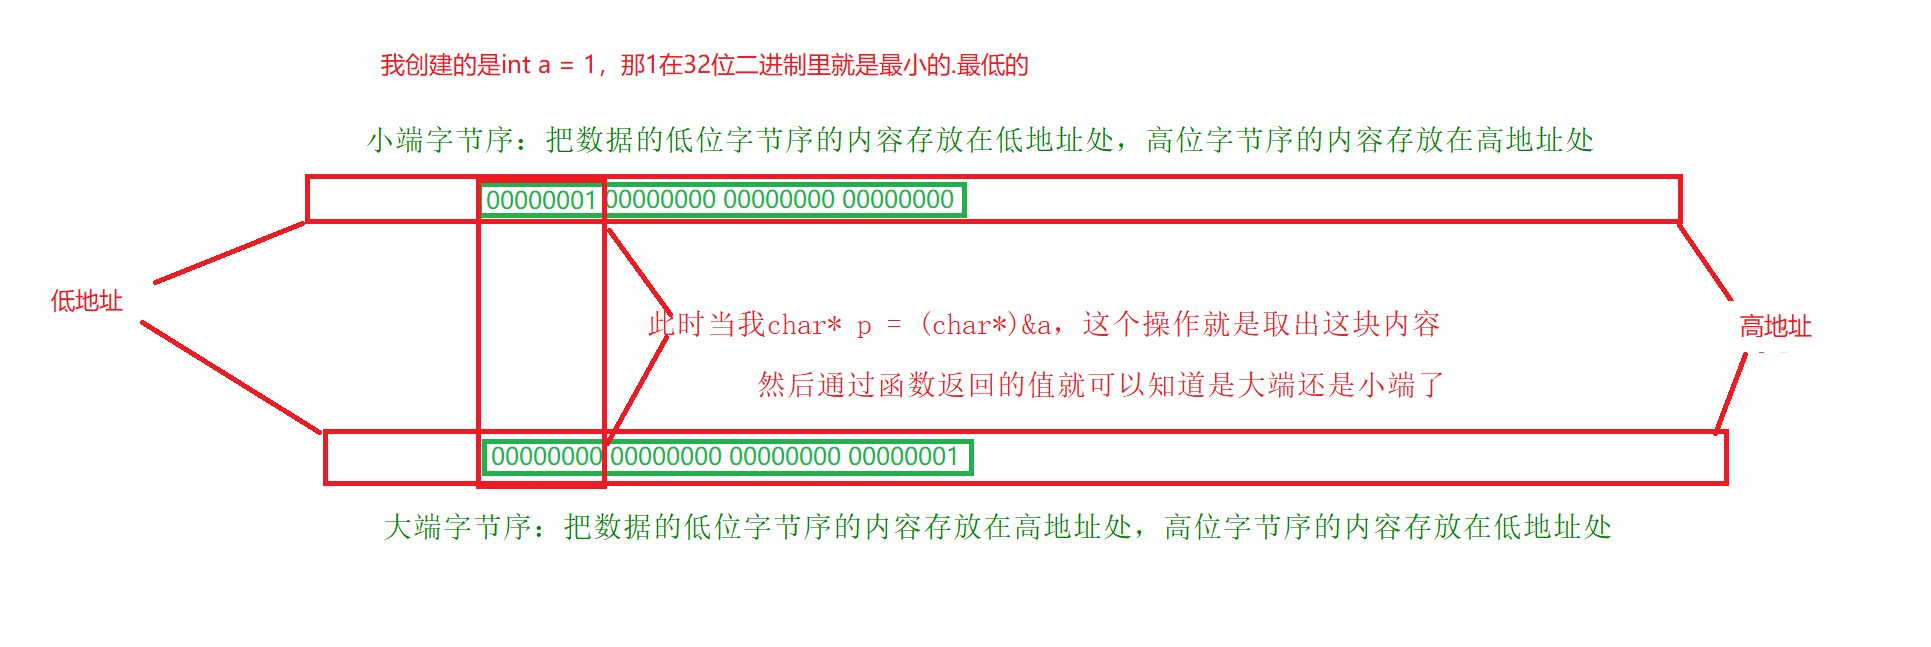 我创建的是int a = 1，那1在32位二进制里就是最小的.最低的
小端字节序：把数据的低位字节序的内容存放在低地址处，高位字节序的内容存放在高地址处
00000001 00000000 00000000 00000000
低地址
此时当我char* p = (char*)&a，这个操作就是取出这块内容
高地址
然后通过函数返回的值就可以知道是大端还是小端了
00000000 00000000 00000000 00000001
大端字节序：把数据的低位字节序的内容存放在高地址处，高位字节序的内容存放在低地址处